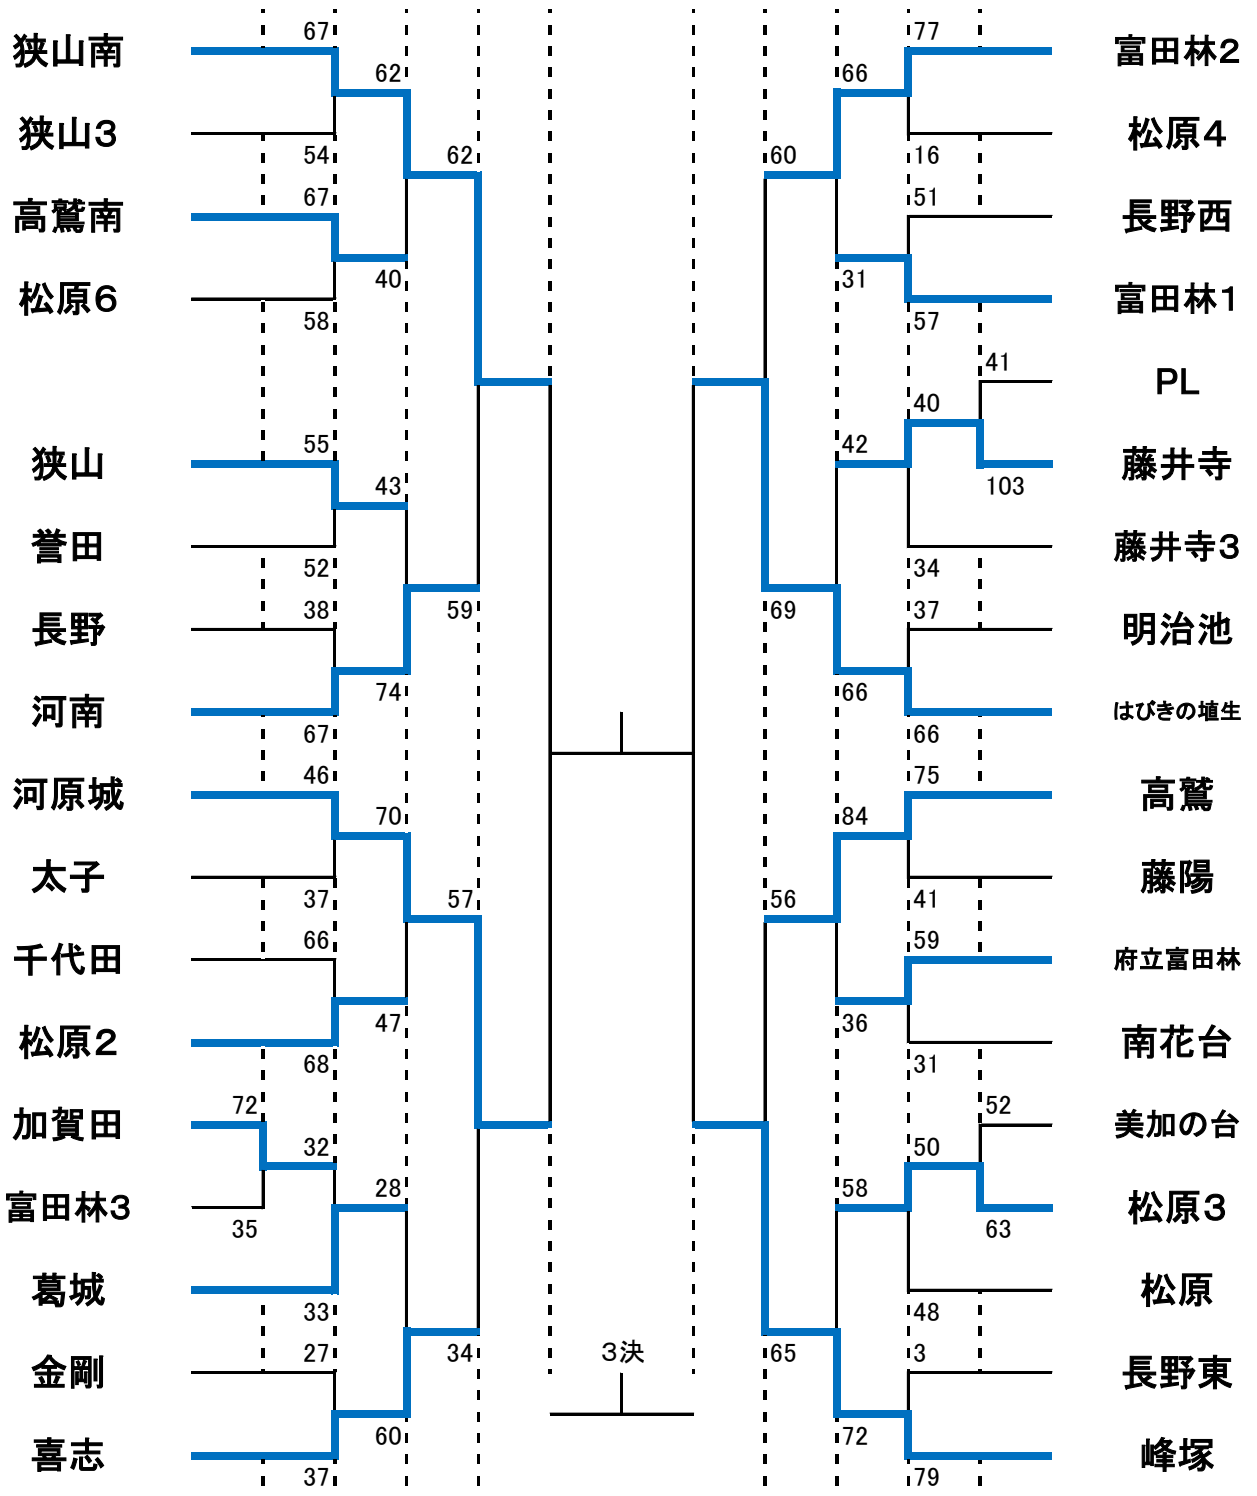 67
狭山南
62
狭山3
54
62
67
高鷲南
40
松原6
58
55
狭山
43
誉田
52
38
59
長野
74
河南
67
46
河原城
70
太子
37
57
66
千代田
47
松原2
68
72
加賀田
32
28
富田林3
35
葛城
33
27
34
金剛
60
喜志
37
3決
77
富田林2
66
松原4
16
60
51
長野西
31
富田林1
57
41
PL
40
42
藤井寺
103
藤井寺3
34
69
37
明治池
66
はびきの埴生
66
75
高鷲
84
藤陽
41
56
59
府立富田林
36
南花台
31
52
美加の台
50
58
松原3
63
松原
48
65
3
長野東
72
峰塚
79